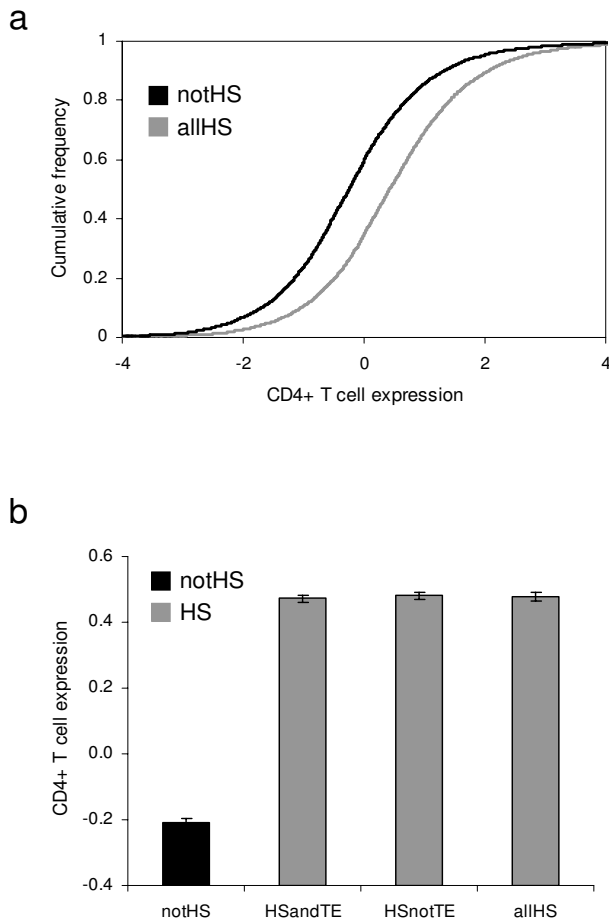 a
1
0.8
0.6
0.4
0.2
0
Cumulative frequency
notHS
allHS
-4
-2
0
2
4
CD4+ T cell expression
b
0.6
0.4
0.2
0.0
-0.2
-0.4
CD4+ T cell expression
notHS
HS
notHS
HSandTE
HSnotTE
allHS